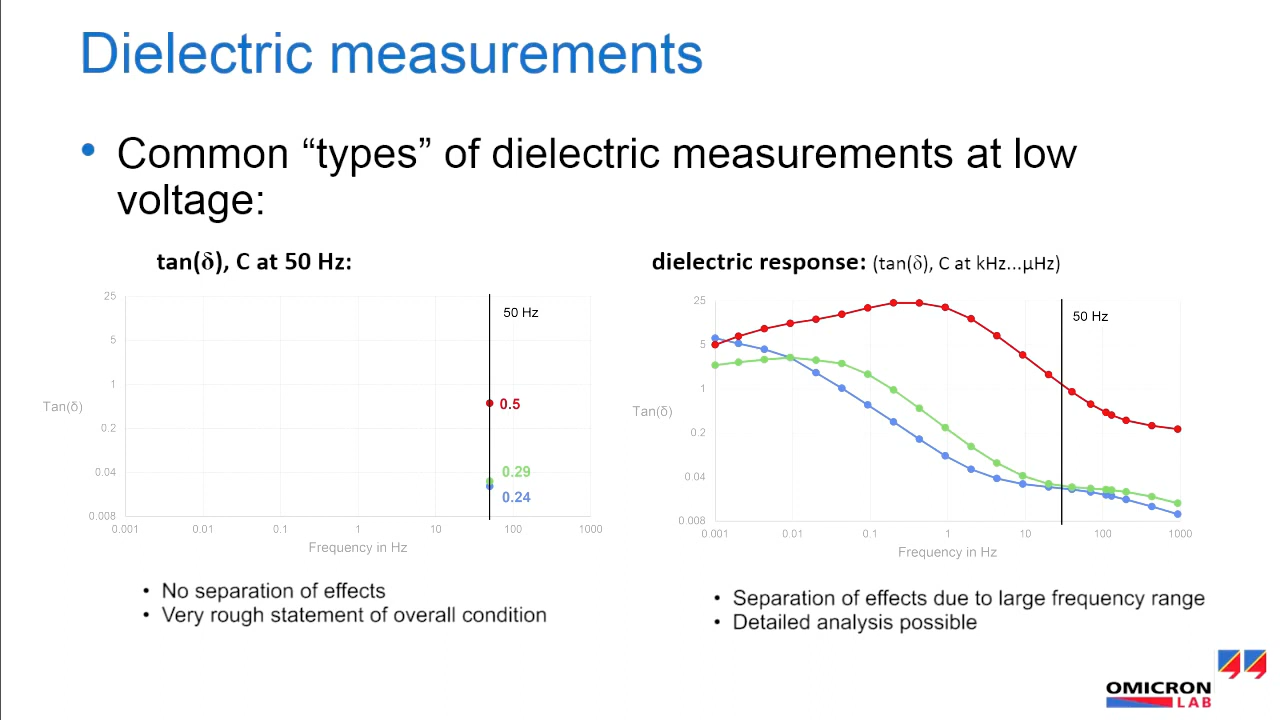 Dielectric measurements
• Common “types” of dielectric measurements at low
voltage:
tan(δ), C at 50 Hz:
25
5
1
0.2
0.04
0.008
Tan(δ)
50 Hz
0.5
0.29
0.24
0.001 0.01 0.1 1 10 100 1000
Frequency in Hz
• No separation of effects
• Very rough statement of overall condition
dielectric response: (tan(δ), C at kHz...µHz)
25
5
1
0.2
0.04
0.008
Tan(δ)
50 Hz
0.001 0.01 0.1 1 10 100 1000
Frequency in Hz
• Separation of effects due to large frequency range
• Detailed analysis possible
OMICRON
LAB